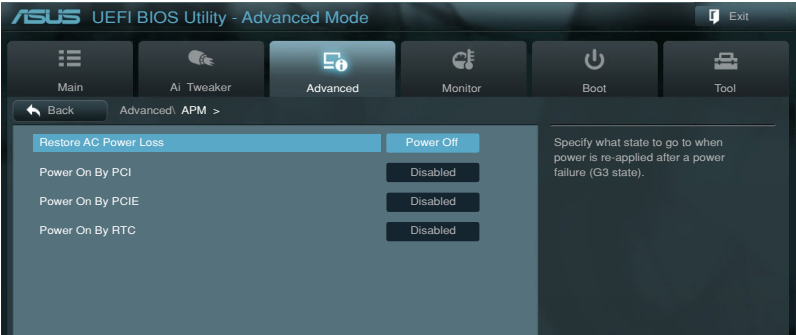 ASUS UEFI BIOS Utility - Advanced Mode
Exit
Main
Ai Tweaker
Advanced
Monitor
Boot
Tool
Back
Advanced\ APM >
Restore AC Power Loss
Power Off
Power On By PCI
Disabled
Power On By PCIE
Disabled
Power On By RTC
Disabled
Specify what state to go to when
power is re-applied after a power
failure (G3 state).